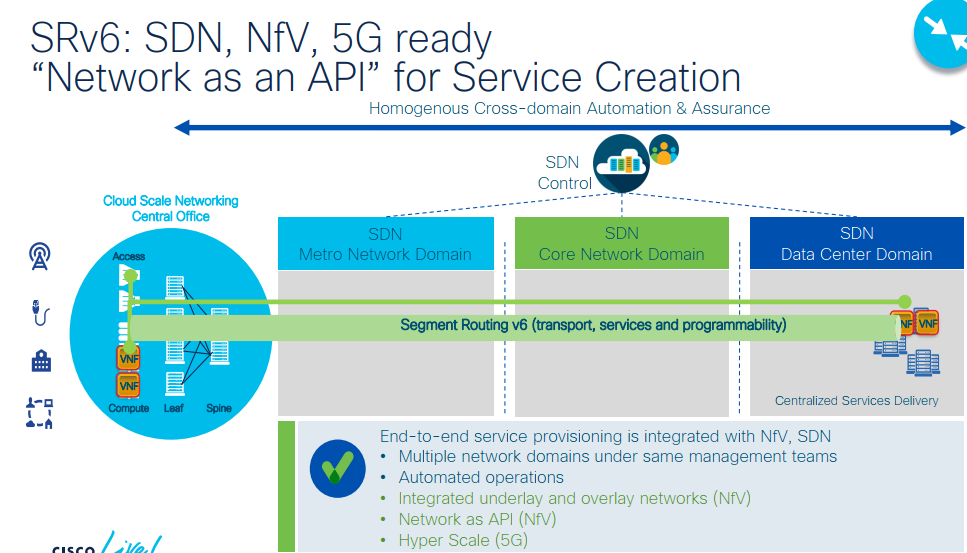 SRv6: SDN, NfV, 5G ready
“Network as an API” for Service Creation
Homogenous Cross-domain Automation & Assurance
SDN
Control
Cloud Scale Networking
Central Office
Access
VNF
VNF
Compute
Leaf
Spine
SDN
Metro Network Domain
SDN
Core Network Domain
SDN
Data Center Domain
Segment Routing v6 (transport, services and programmability)
VNF
VNF
Centralized Services Delivery
End-to-end service provisioning is integrated with NfV, SDN
• Multiple network domains under same management teams
• Automated operations
• Integrated underlay and overlay networks (NfV)
• Network as API (NfV)
• Hyper Scale (5G)
CISCO Live!